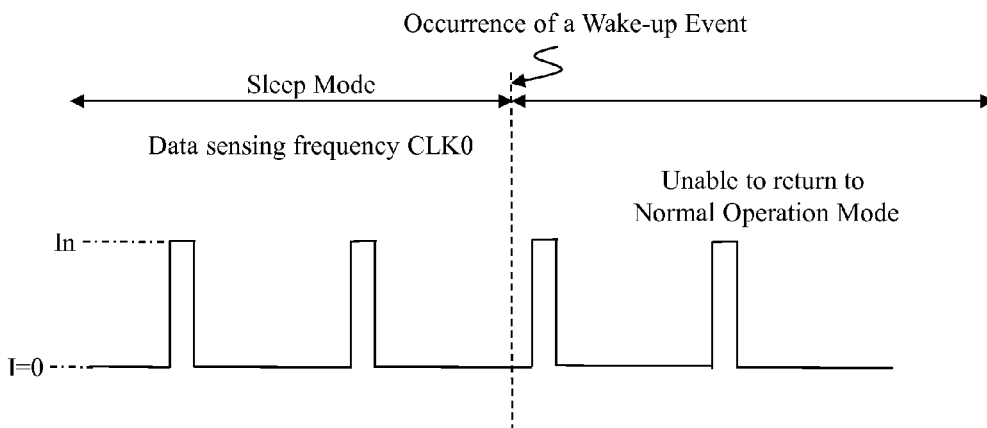 Occurrence of a Wake-up Event
Sleep Mode
Data sensing frequency CLK0
Unable to return to
Normal Operation Mode
In
I=0